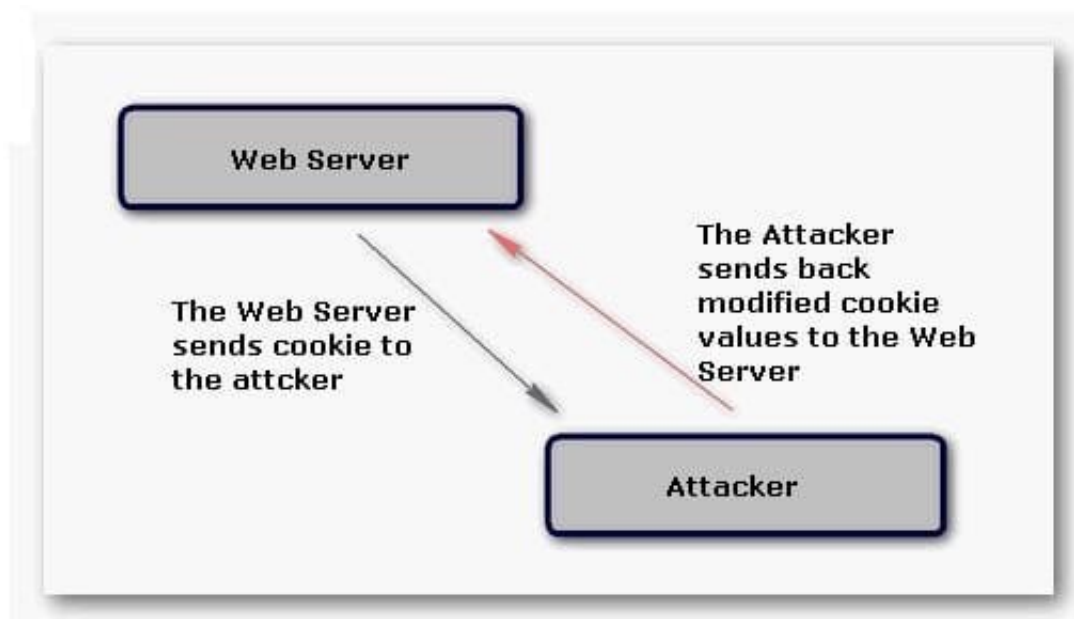 Web Server
The Web Server
sends cookie to
the attcker
The Attacker
sends back
modified cookie
values to the Web
Server
Attacker